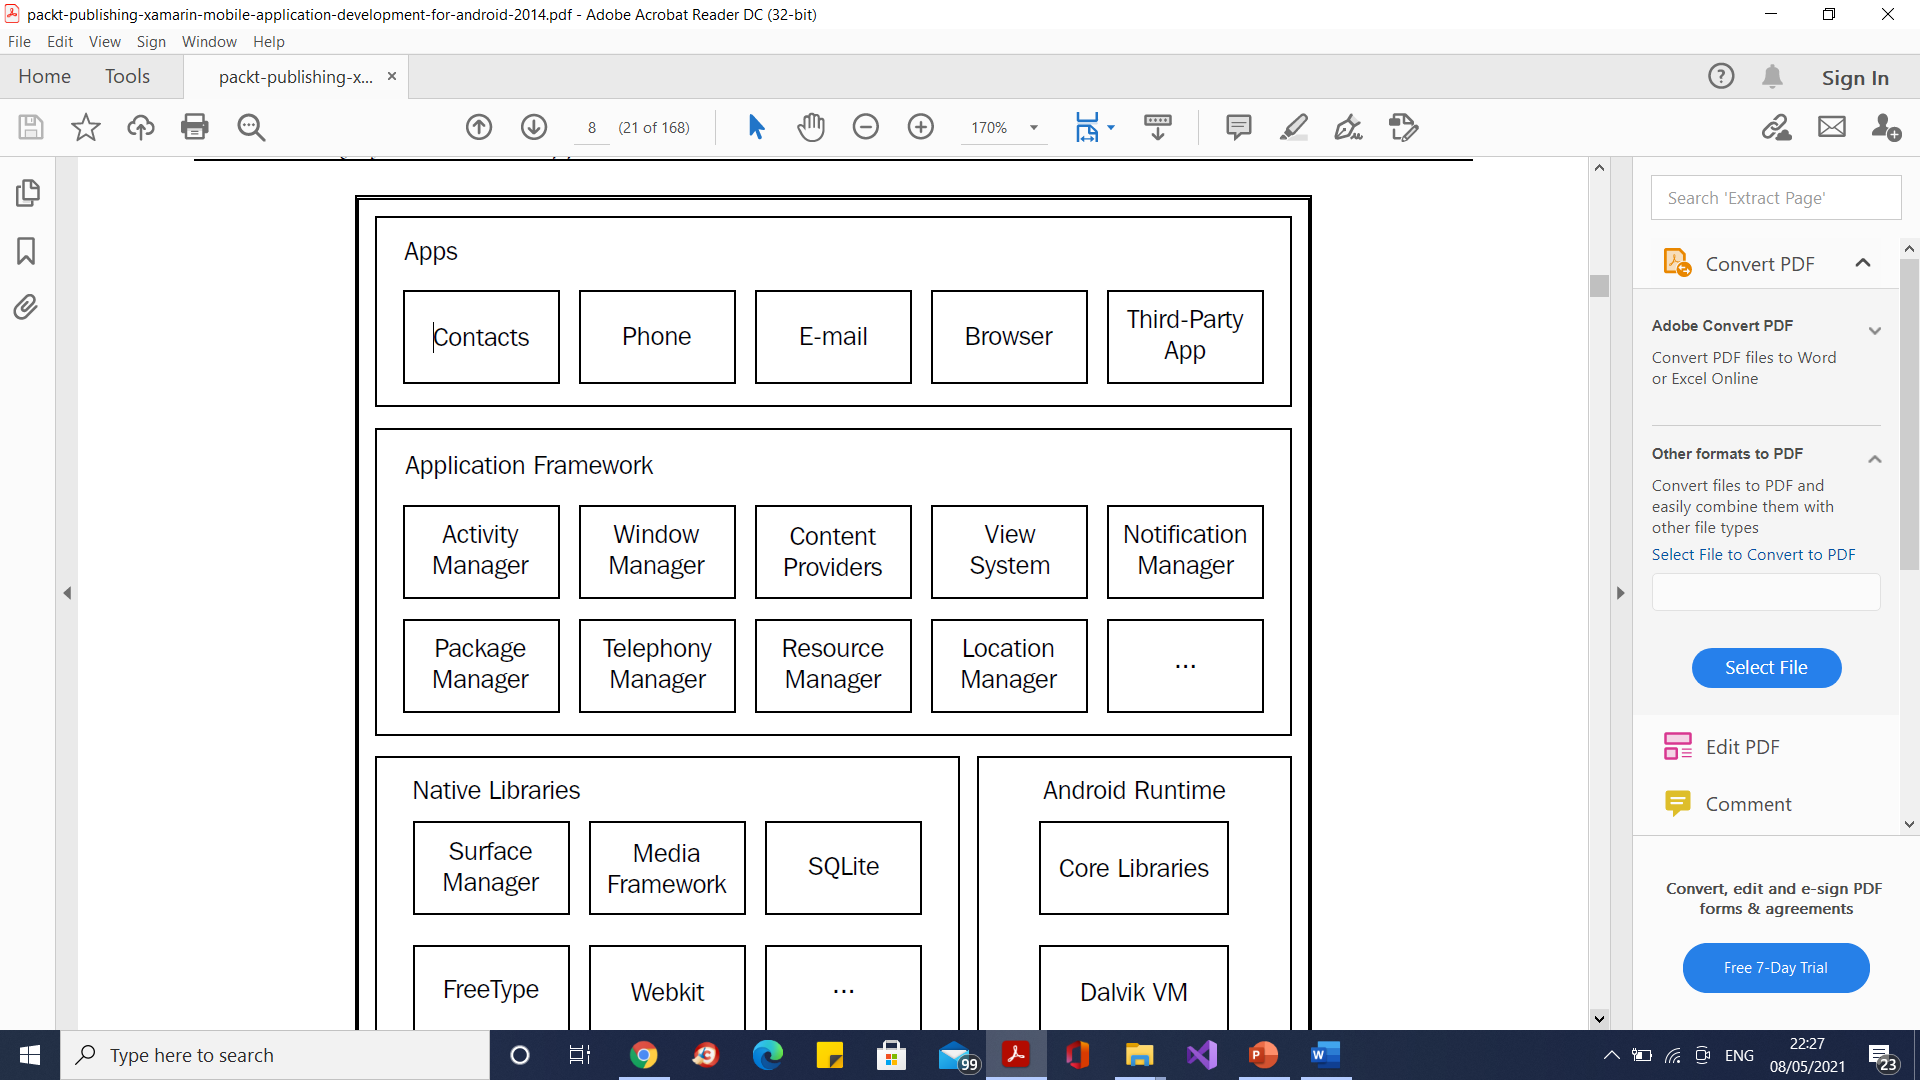 packt-publishing-xamarin-mobile-application-development-for-android-2014.pdf - Adobe Acrobat Reader DC (32-bit)
File Edit View Sign Window Help
Home Tools packt-publishing-x... ×
Sign In
8 (21 of 168) 170%
Search 'Extract Page'
Apps
Contacts Phone E-mail Browser Third-Party App
Application Framework
Activity Manager Window Manager Content Providers View System Notification Manager
Package Manager Telephony Manager Resource Manager Location Manager ...
Native Libraries
Surface Manager Media Framework SQLite
FreeType Webkit ...
Android Runtime
Core Libraries
Dalvik VM
Convert PDF
Adobe Convert PDF
Convert PDF files to Word
or Excel Online
Other formats to PDF
Convert files to PDF and
easily combine them with
other file types
Select File to Convert to PDF
Select File
Edit PDF
Comment
Convert, edit and e-sign PDF
forms & agreements
Free 7-Day Trial
Type here to search
99
ENG
22:27
08/05/2021
23